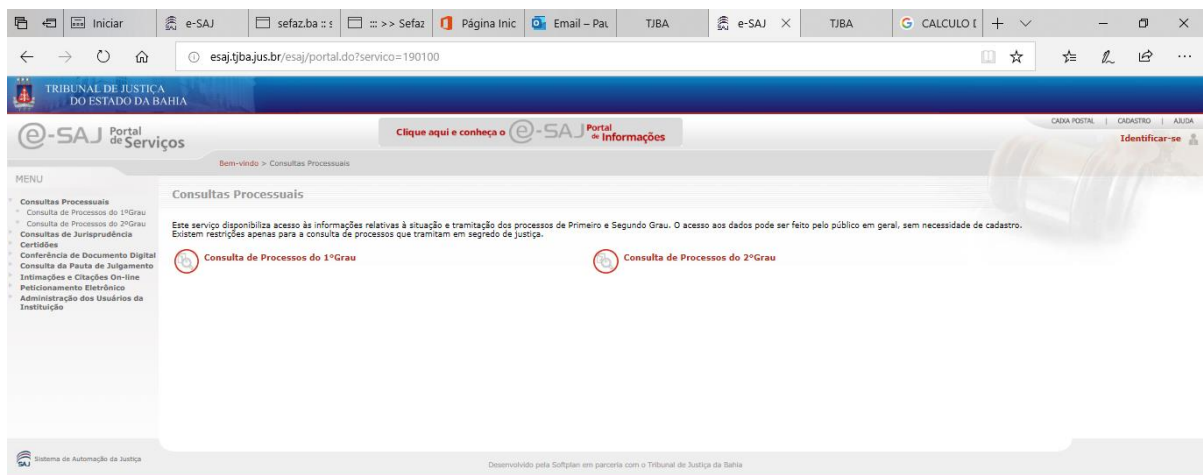 Iniciar
e-SAJ
sefaz.ba :: s
::: >> Sefaz
Página Inic
Email – Pau
TJBA
e-SAJ
TJBA
CALCULO D
esaj.tjba.jus.br/esaj/portal.do?servico=190100
TRIBUNAL DE JUSTIÇA
DO ESTADO DA BAHIA
e-SAJ Portal de Serviços
Clique aqui e conheça o e-SAJ Portal de Informações
CAIXA POSTAL | CADASTRO | AJUDA
Identificar-se
Bem-vindo > Consultas Processuais
MENU
Consultas Processuais
Consulta de Processos do 1ºGrau
Consulta de Processos do 2ºGrau
Consultas de Jurisprudência
Certidões
Conferência de Documento Digital
Consulta da Pauta de Julgamento
Intimações e Citações On-line
Peticionamento Eletrônico
Administração dos Usuários da
Instituição
Consultas Processuais
Este serviço disponibiliza acesso às informações relativas à situação e tramitação dos processos de Primeiro e Segundo Grau. O acesso aos dados pode ser feito pelo público em geral, sem necessidade de cadastro.
Existem restrições apenas para a consulta de processos que tramitam em segredo de justiça.
Consulta de Processos do 1ºGrau
Consulta de Processos do 2ºGrau
SAJ Sistema de Automação da Justiça
Desenvolvido pela Softplan em parceria com o Tribunal de Justiça da Bahia